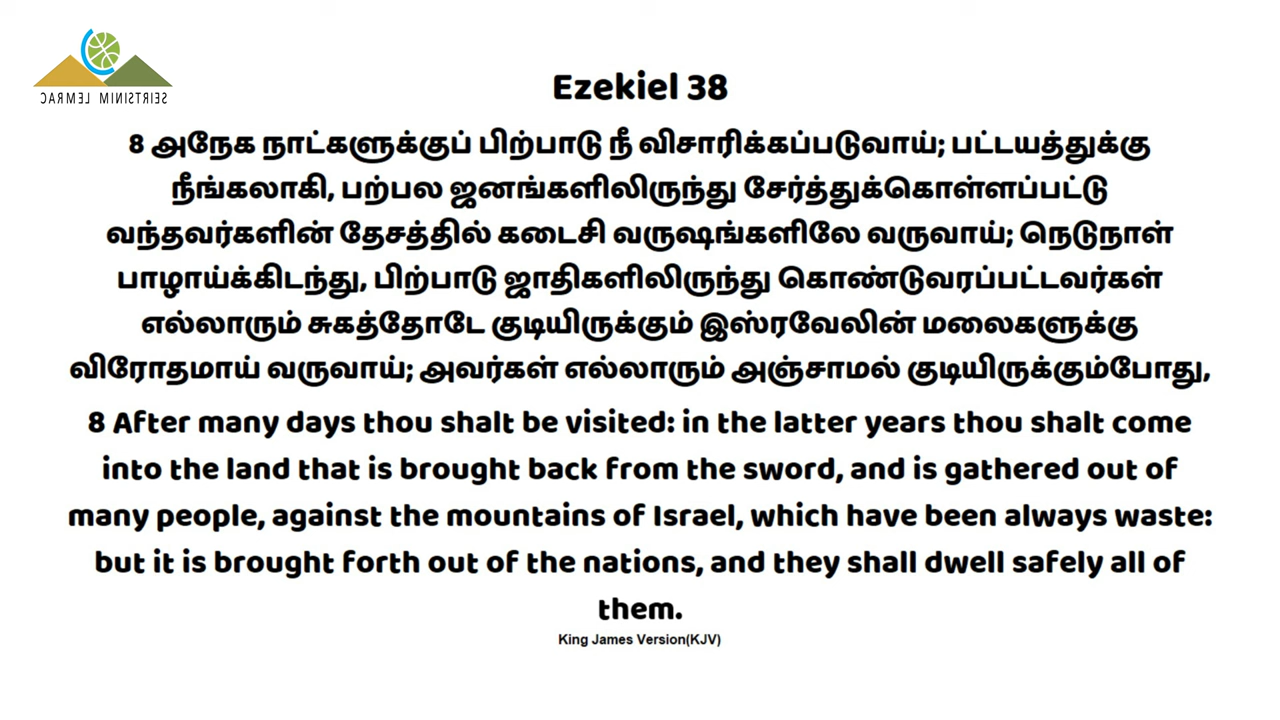 CARMEL MINISTRIES
Ezekiel 38
8 அநேக நாட்களுக்குப் பிற்பாடு நீ விசாரிக்கப்படுவாய்; பட்டயத்துக்கு
நீங்கலாகி, பற்பல ஜனங்களிலிருந்து சேர்த்துக்கொள்ளப்பட்டு
வந்தவர்களின் தேசத்தில் கடைசி வருஷங்களிலே வருவாய்; நெடுநாள்
பாழாய்க்கிடந்து, பிற்பாடு ஜாதிகளிலிருந்து கொண்டுவரப்பட்டவர்கள்
எல்லாரும் சுகத்தோடே குடியிருக்கும் இஸ்ரவேலின் மலைகளுக்கு
விரோதமாய் வருவாய்; அவர்கள் எல்லாரும் அஞ்சாமல் குடியிருக்கும்போது,
8 After many days thou shalt be visited: in the latter years thou shalt come
into the land that is brought back from the sword, and is gathered out of
many people, against the mountains of Israel, which have been always waste:
but it is brought forth out of the nations, and they shall dwell safely all of
them.
King James Version(KJV)